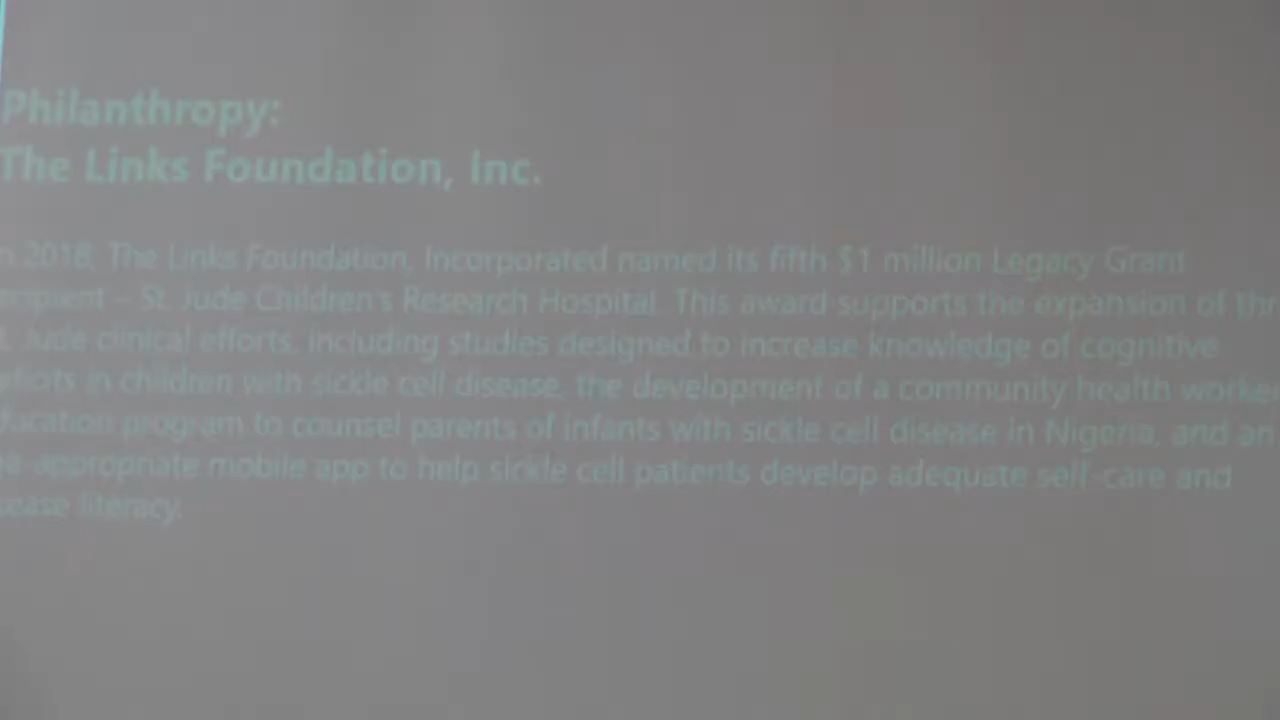 Philanthropy:
The Links Foundation, Inc.
2018, The Links Foundation, Incorporated named its fifth $1 million Legacy Grant
– St. Jude Children's Research Hospital. This award supports the expansion of
Jude clinical efforts, including studies designed to increase knowledge of cognitive
in children with sickle cell disease, the development of a community health
program to counsel parents of infants with sickle cell disease in Nigeria, and an
appropriate mobile app to help sickle cell patients develop adequate self-care and
literacy.